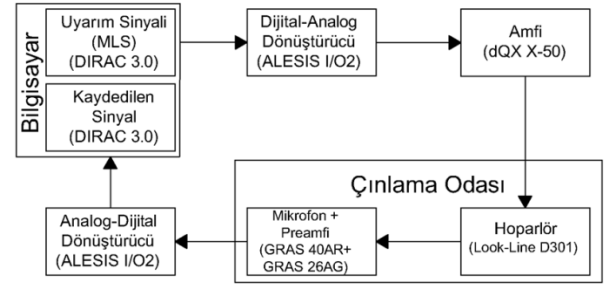 Bilgisayar
Uyarım Sinyali
(MLS)
(DIRAC 3.0)
Kaydedilen
Sinyal
(DIRAC 3.0)
Dijital-Analog
Dönüştürücü
(ALESIS I/O2)
Amfi
(dQX X-50)
Çınlama Odası
Hoparlör
(Look-Line D301)
Mikrofon +
Preamfi
(GRAS 40AR+
GRAS 26AG)
Analog-Dijital
Dönüştürücü
(ALESIS I/O2)